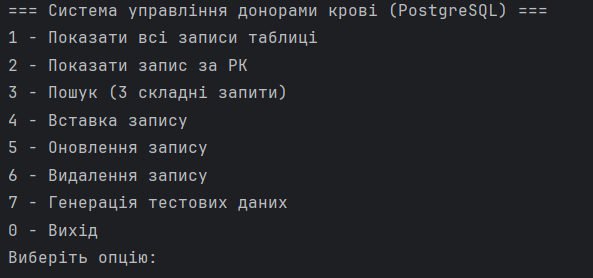 === Система управління донорами крові (PostgreSQL) ===
1 - Показати всі записи таблиці
2 - Показати запис за PK
3 - Пошук (3 складні запити)
4 - Вставка запису
5 - Оновлення запису
6 - Видалення запису
7 - Генерація тестових даних
0 - Вихід
Виберіть опцію: